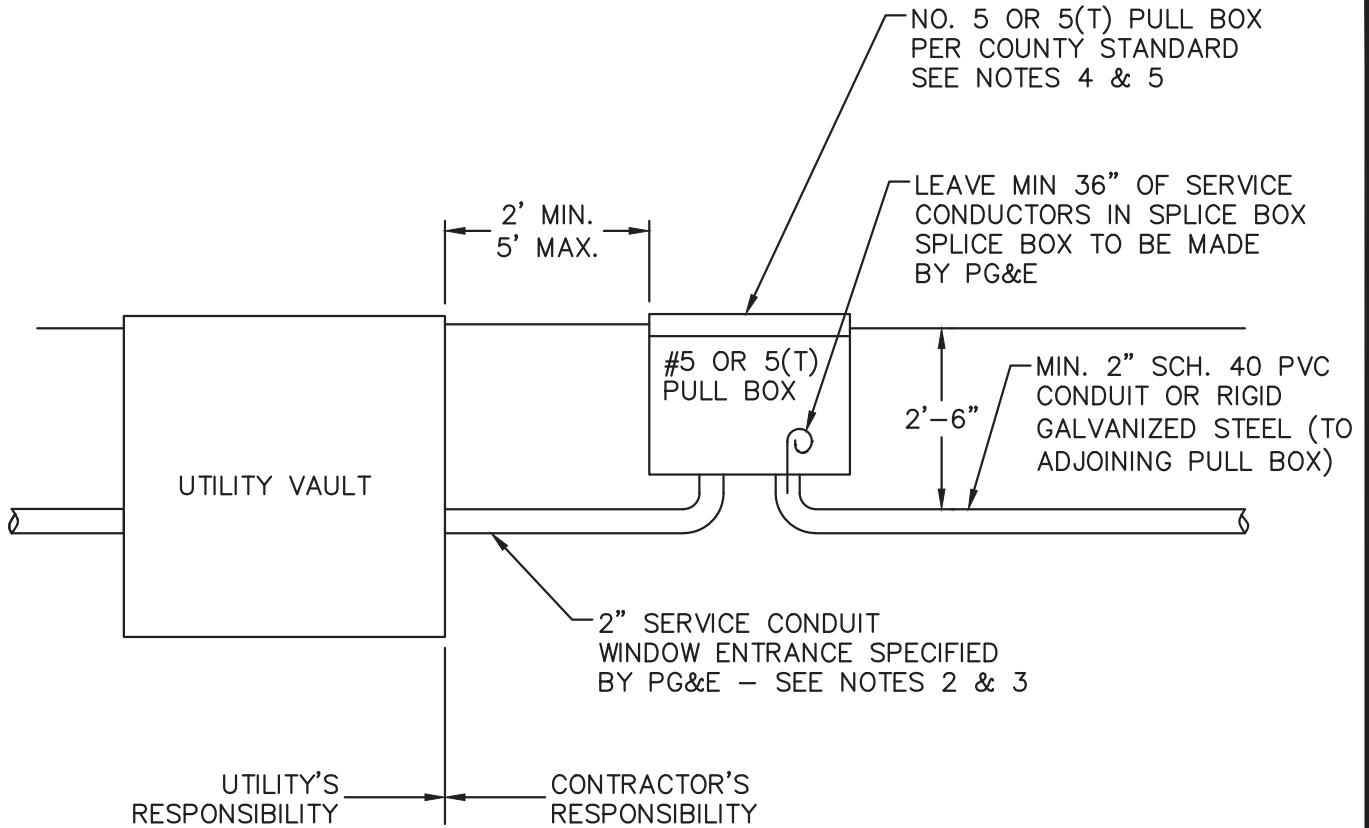 NO. 5 OR 5(T) PULL BOX
PER COUNTY STANDARD
SEE NOTES 4 & 5
LEAVE MIN 36" OF SERVICE
CONDUCTORS IN SPLICE BOX
SPLICE BOX TO BE MADE
BY PG&E
2' MIN.
5' MAX.
#5 OR 5(T)
PULL BOX
2'-6"
MIN. 2" SCH. 40 PVC
CONDUIT OR RIGID
GALVANIZED STEEL (TO
ADJOINING PULL BOX)
UTILITY VAULT
2" SERVICE CONDUIT
WINDOW ENTRANCE SPECIFIED
BY PG&E – SEE NOTES 2 & 3
UTILITY'S
RESPONSIBILITY
CONTRACTOR'S
RESPONSIBILITY